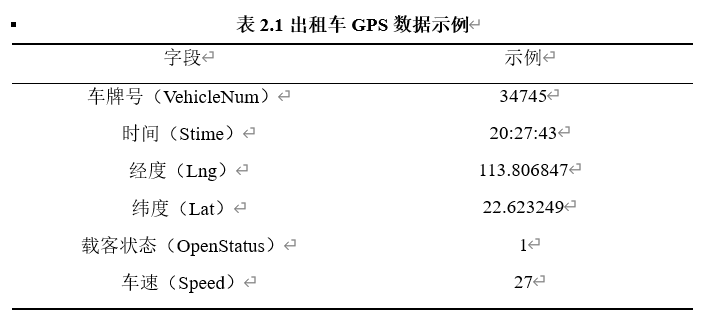 表 2.1 出租车 GPS 数据示例
字段 示例
车牌号（VehicleNum） 34745
时间（Stime） 20:27:43
经度（Lng） 113.806847
纬度（Lat） 22.623249
载客状态（OpenStatus） 1
车速（Speed） 27